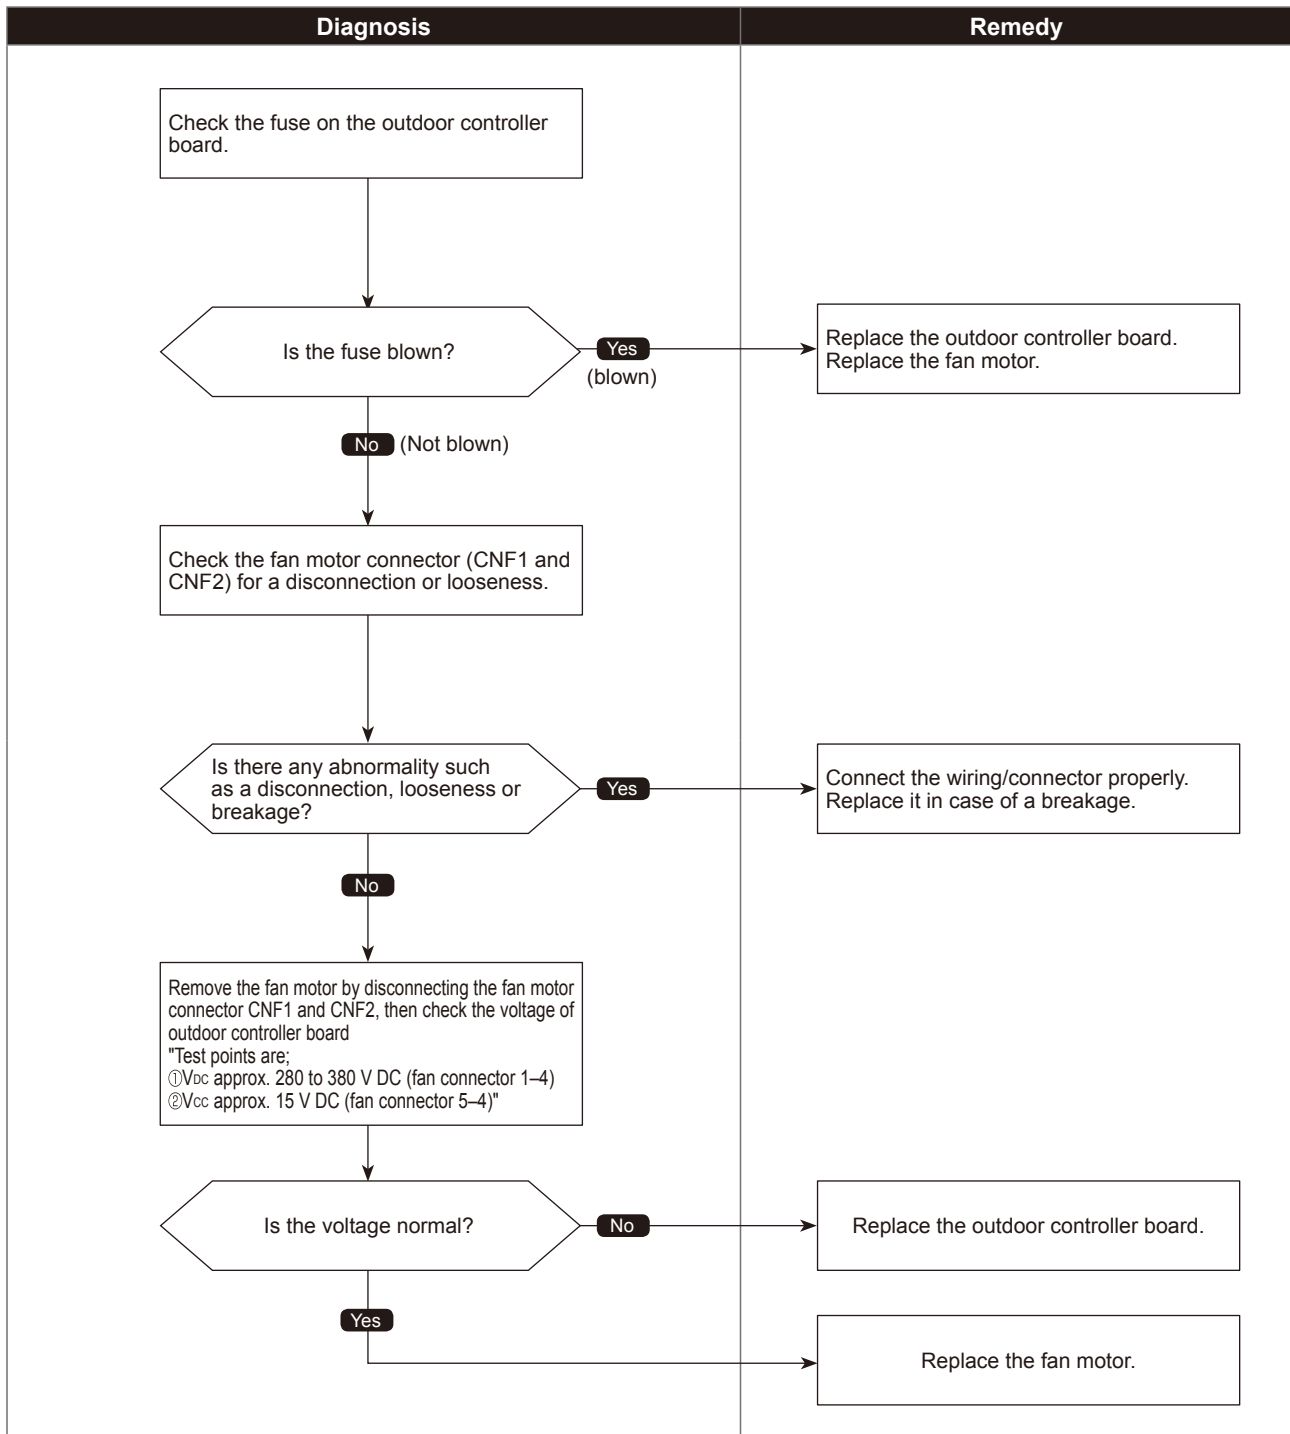 Diagnosis
Remedy
Check the fuse on the outdoor controller
board.
Is the fuse blown?
Yes
(blown)
Replace the outdoor controller board.
Replace the fan motor.
No (Not blown)
Check the fan motor connector (CNF1 and
CNF2) for a disconnection or looseness.
Is there any abnormality such
as a disconnection, looseness or
breakage?
Yes
Connect the wiring/connector properly.
Replace it in case of a breakage.
No
Remove the fan motor by disconnecting the fan motor
connector CNF1 and CNF2, then check the voltage of
outdoor controller board
"Test points are;
①VDC approx. 280 to 380 V DC (fan connector 1–4)
②VCC approx. 15 V DC (fan connector 5–4)"
Is the voltage normal?
No
Replace the outdoor controller board.
Yes
Replace the fan motor.